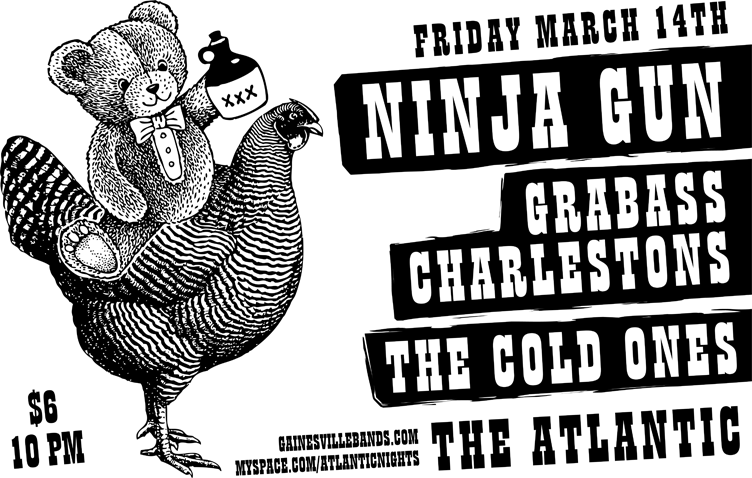 FRIDAY MARCH 14TH
NINJA GUN
GRABASS
CHARLESTONS
THE COLD ONES
THE ATLANTIC
XXX
$6
10 PM
GAINESVILLEBANDS.COM
MYSPACE.COM/ATLANTICNIGHTS